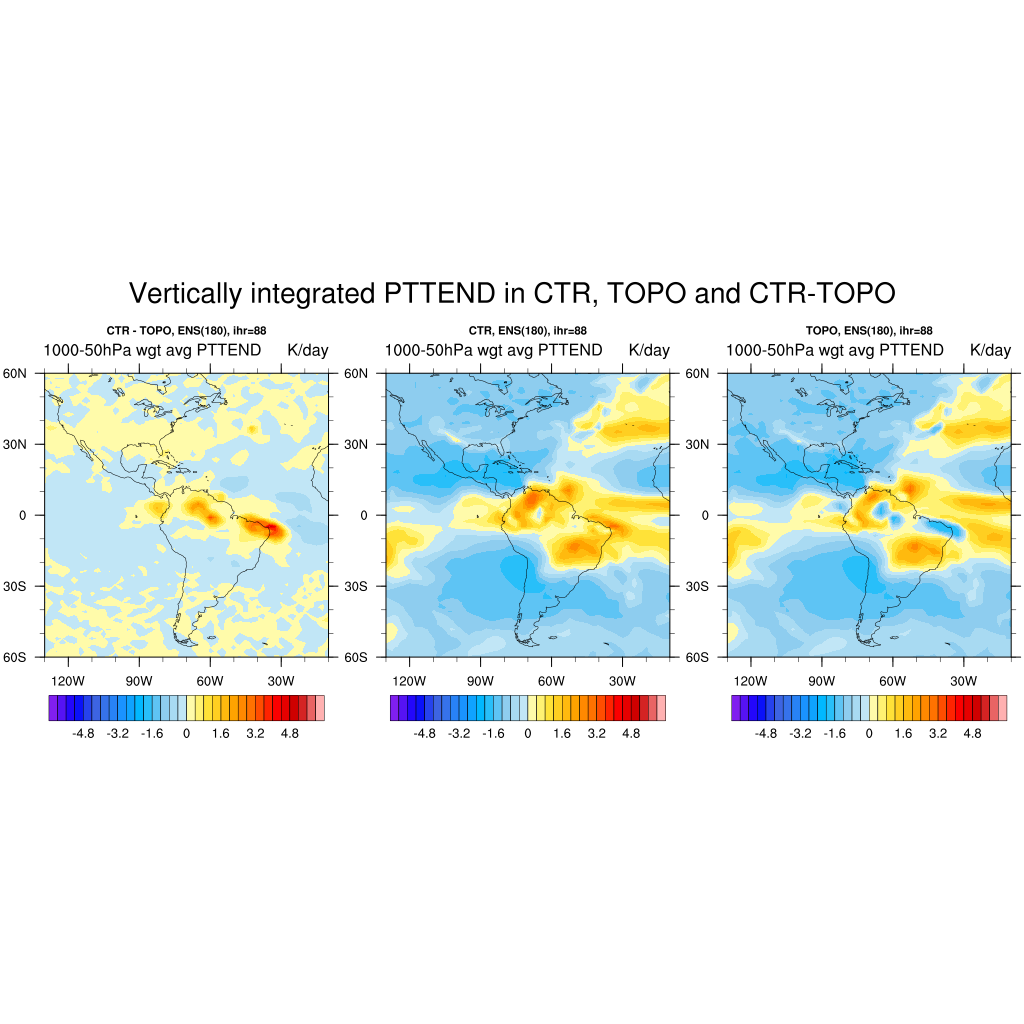 Vertically integrated PTTEND in CTR, TOPO and CTR-TOPO
CTR - TOPO, ENS(180), ihr=88
1000-50hPa wgt avg PTTEND K/day
60N
30N
0
30S
60S
120W 90W 60W 30W
-4.8 -3.2 -1.6 0 1.6 3.2 4.8
CTR, ENS(180), ihr=88
1000-50hPa wgt avg PTTEND K/day
60N
30N
0
30S
60S
120W 90W 60W 30W
-4.8 -3.2 -1.6 0 1.6 3.2 4.8
TOPO, ENS(180), ihr=88
1000-50hPa wgt avg PTTEND K/day
60N
30N
0
30S
60S
120W 90W 60W 30W
-4.8 -3.2 -1.6 0 1.6 3.2 4.8